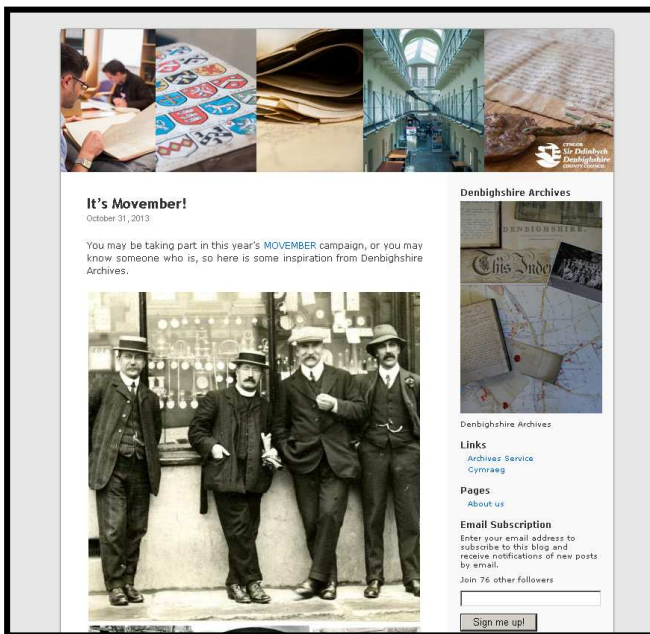 CYNGOR
Sir Ddinbych
Denbighshire
COUNTY COUNCIL
It's Movember!
October 31, 2013
You may be taking part in this year's MOVEMBER campaign, or you may
know someone who is, so here is some inspiration from Denbighshire
Archives.
Denbighshire Archives
DENBIGHSHIRE.
This Inden
Denbighshire Archives
Links
Archives Service
Cymraeg
Pages
About us
Email Subscription
Enter your email address to
subscribe to this blog and
receive notifications of new posts
by email.
Join 76 other followers
Sign me up!